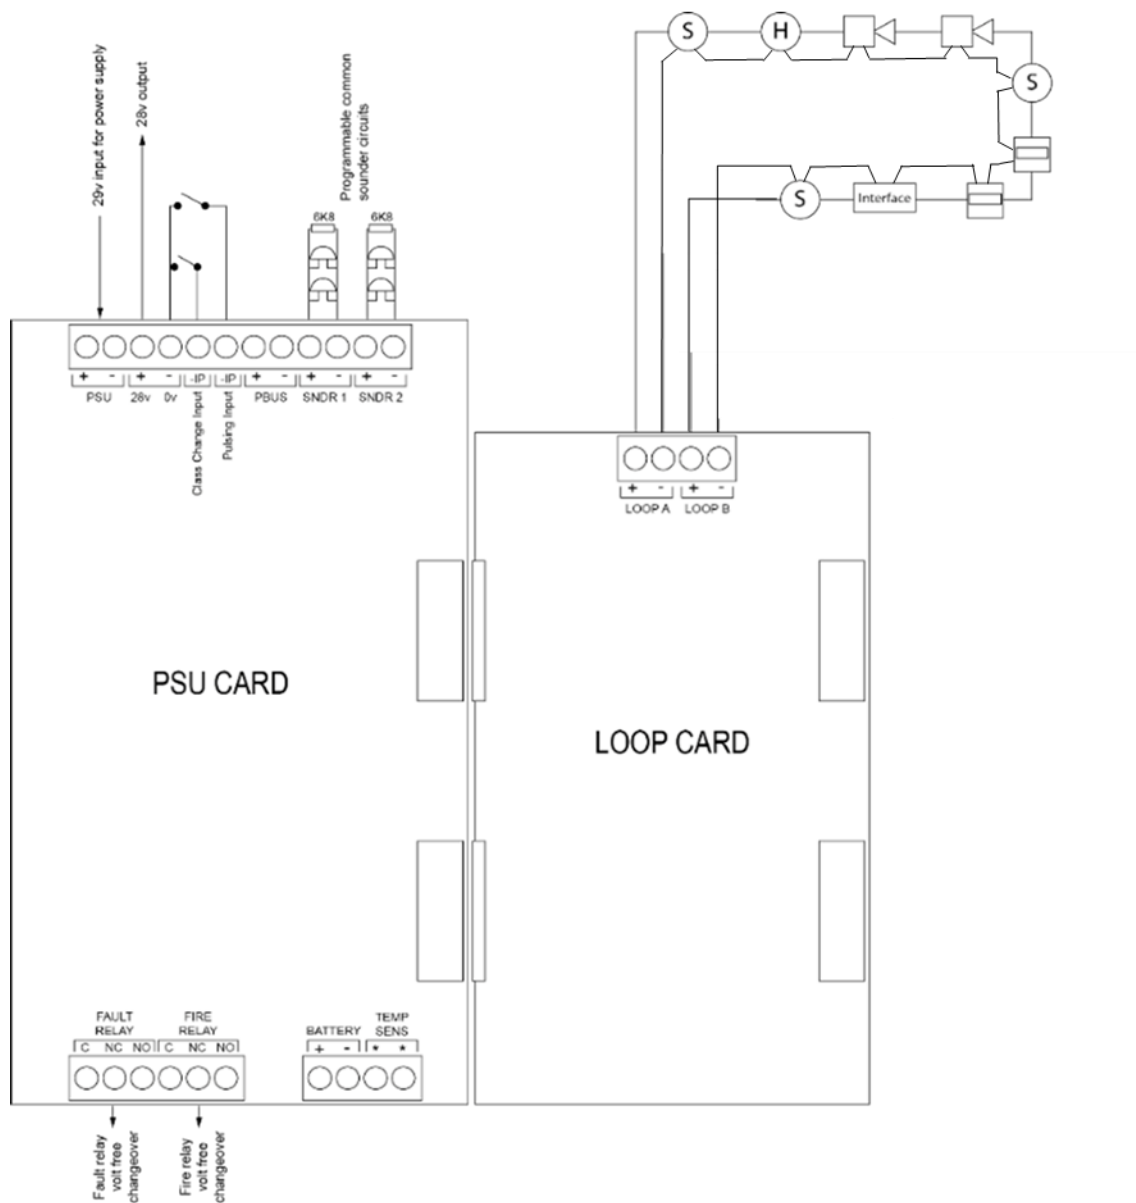 S H
S
S Interface
29v input for power supply
28v output
Programmable common
sounder circuits
6K8 6K8
+ - + - -IP -IP + - + - + -
PSU 28v 0v PBUS SNDR 1 SNDR 2
Class Change Input
Pulsing Input
+ - + -
LOOP A LOOP B
PSU CARD
LOOP CARD
FAULT
RELAY
FIRE
RELAY
C NC NO C NC NO
BATTERY
TEMP
SENS
+ - * *
Fault relay
volt free
changeover
Fire relay
volt free
changeover